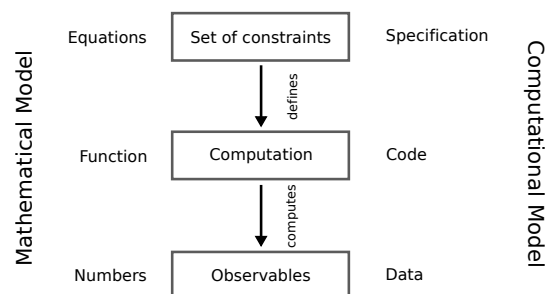 Equations
Set of constraints
Specification
defines
Mathematical Model
Computational Model
Function
Computation
Code
computes
Numbers
Observables
Data